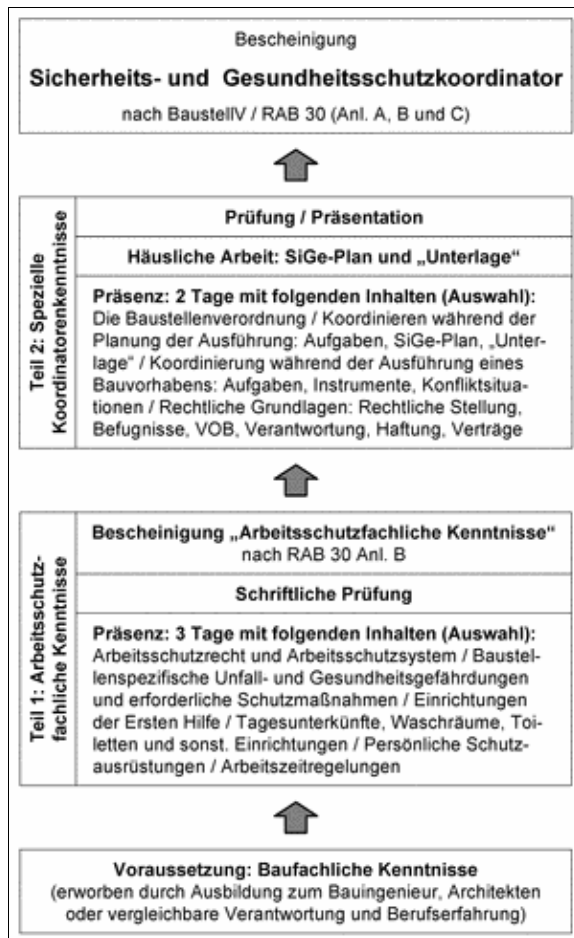 Bescheinigung
Sicherheits- und Gesundheitsschutzkoordinator
nach BaustellV / RAB 30 (Anl. A, B und C)
Teil 2: Spezielle
Koordinatorenkenntnisse
Prüfung / Präsentation
Häusliche Arbeit: SiGe-Plan und „Unterlage“
Präsenz: 2 Tage mit folgenden Inhalten (Auswahl):
Die Baustellenverordnung / Koordinieren während der
Planung der Ausführung: Aufgaben, SiGe-Plan, „Unter-
lage“ / Koordinierung während der Ausführung eines
Bauvorhabens: Aufgaben, Instrumente, Konfliktsitua-
tionen / Rechtliche Grundlagen: Rechtliche Stellung,
Befugnisse, VOB, Verantwortung, Haftung, Verträge
Teil 1: Arbeitsschutz-
fachliche Kenntnisse
Bescheinigung „Arbeitsschutzfachliche Kenntnisse“
nach RAB 30 Anl. B
Schriftliche Prüfung
Präsenz: 3 Tage mit folgenden Inhalten (Auswahl):
Arbeitsschutzrecht und Arbeitsschutzsystem / Baustel-
lenspezifische Unfall- und Gesundheitsgefährdungen
und erforderliche Schutzmaßnahmen / Einrichtungen
der Ersten Hilfe / Tagesunterkünfte, Waschräume, Toi-
letten und sonst. Einrichtungen / Persönliche Schutz-
ausrüstungen / Arbeitszeitregelungen
Voraussetzung: Baufachliche Kenntnisse
(erworben durch Ausbildung zum Bauingenieur, Architekten
oder vergleichbare Verantwortung und Berufserfahrung)